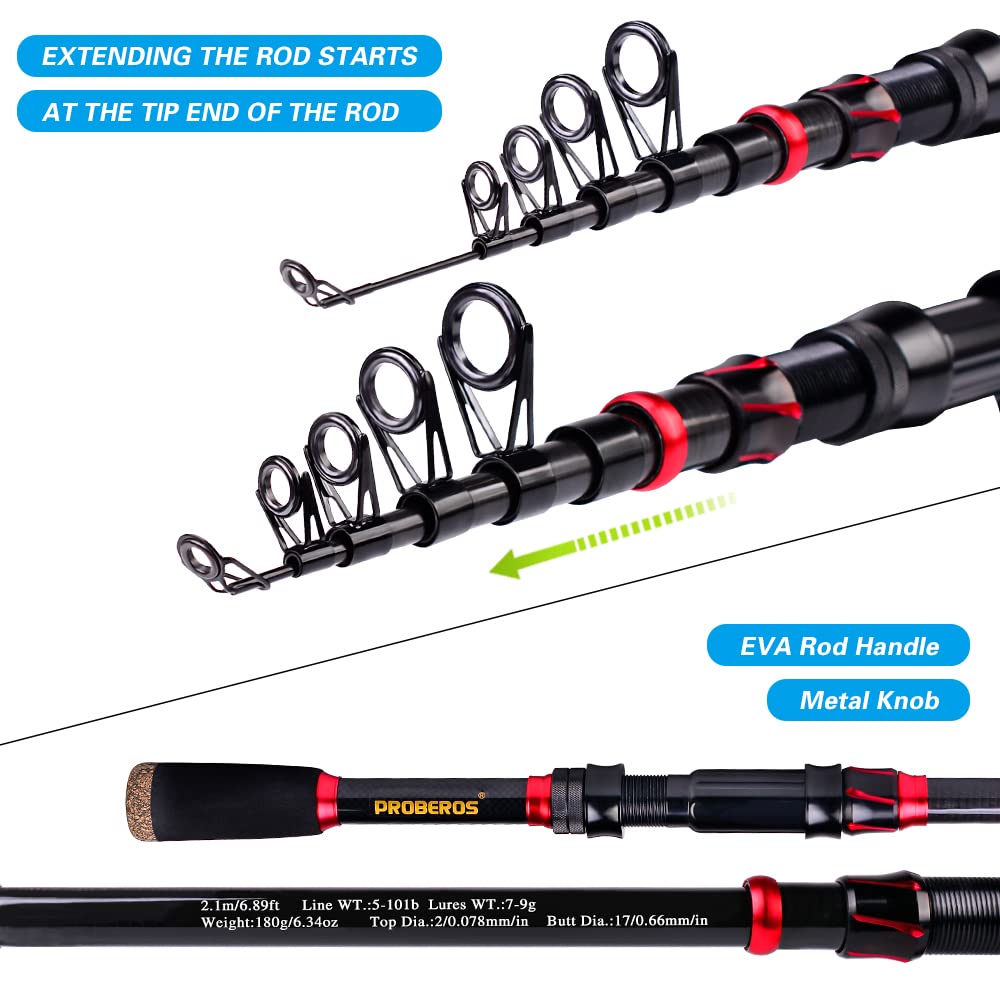 EXTENDING THE ROD STARTS
AT THE TIP END OF THE ROD
EVA Rod Handle
Metal Knob
PROBEROS®
2.1m/6.89ft Line WT.:5-101b Lures WT.:7-9g
Weight:180g/6.34oz Top Dia.:2/0.078mm/in Butt Dia.:17/0.66mm/in